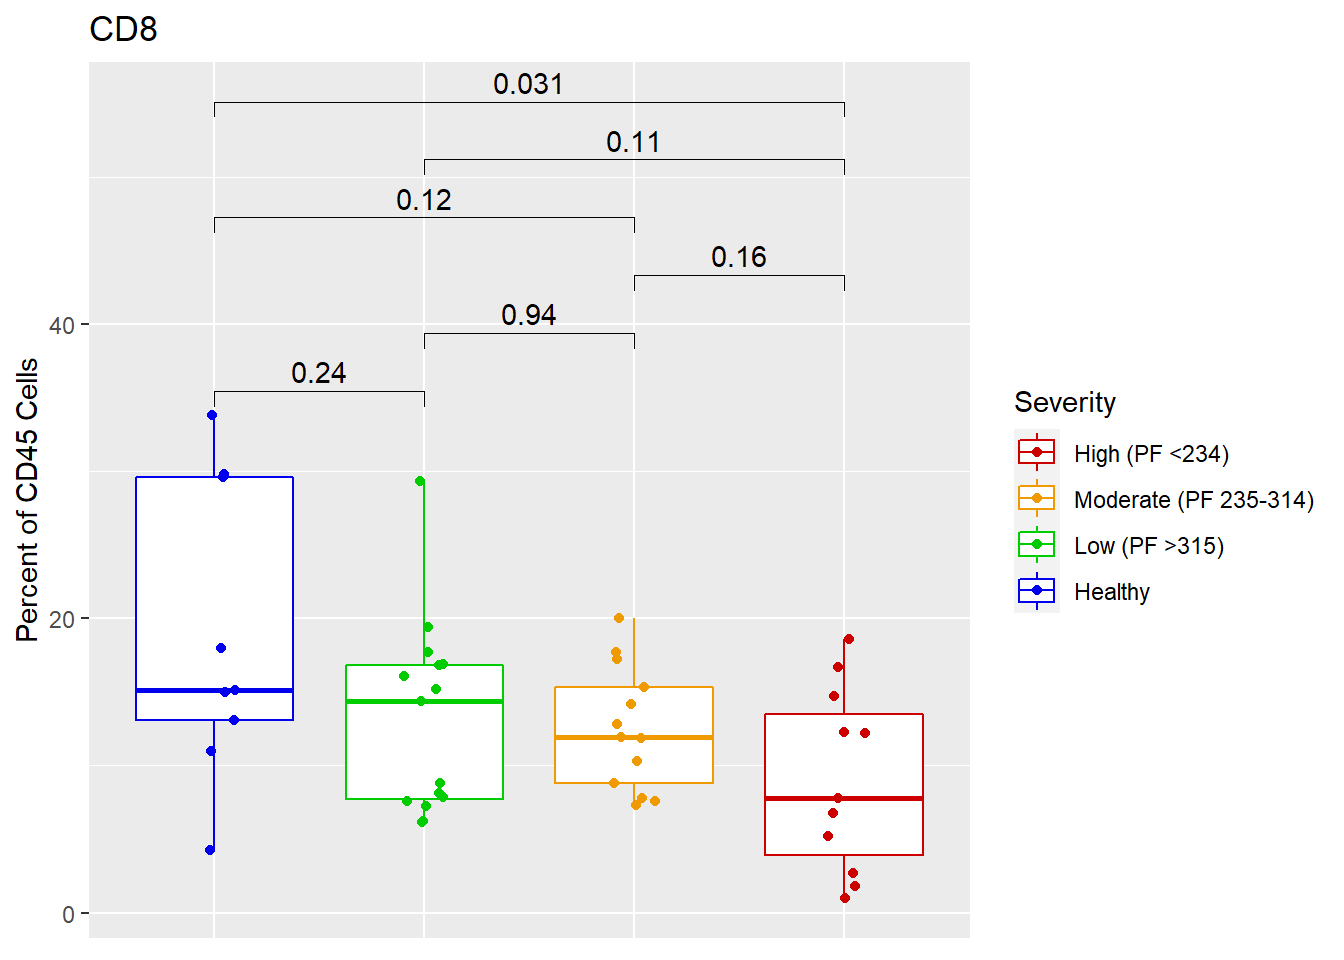 CD8
0.031
0.11
0.12
0.16
0.94
0.24
40
20
0
Percent of CD45 Cells
Severity
High (PF <234)
Moderate (PF 235-314)
Low (PF >315)
Healthy